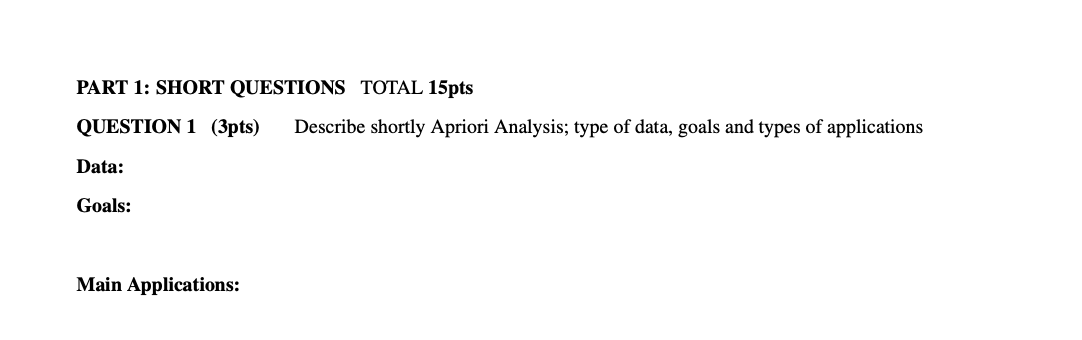 PART 1: SHORT QUESTIONS TOTAL 15pts
QUESTION 1 (3pts) Describe shortly Apriori Analysis; type of data, goals and types of applications
Data:
Goals:
Main Applications: